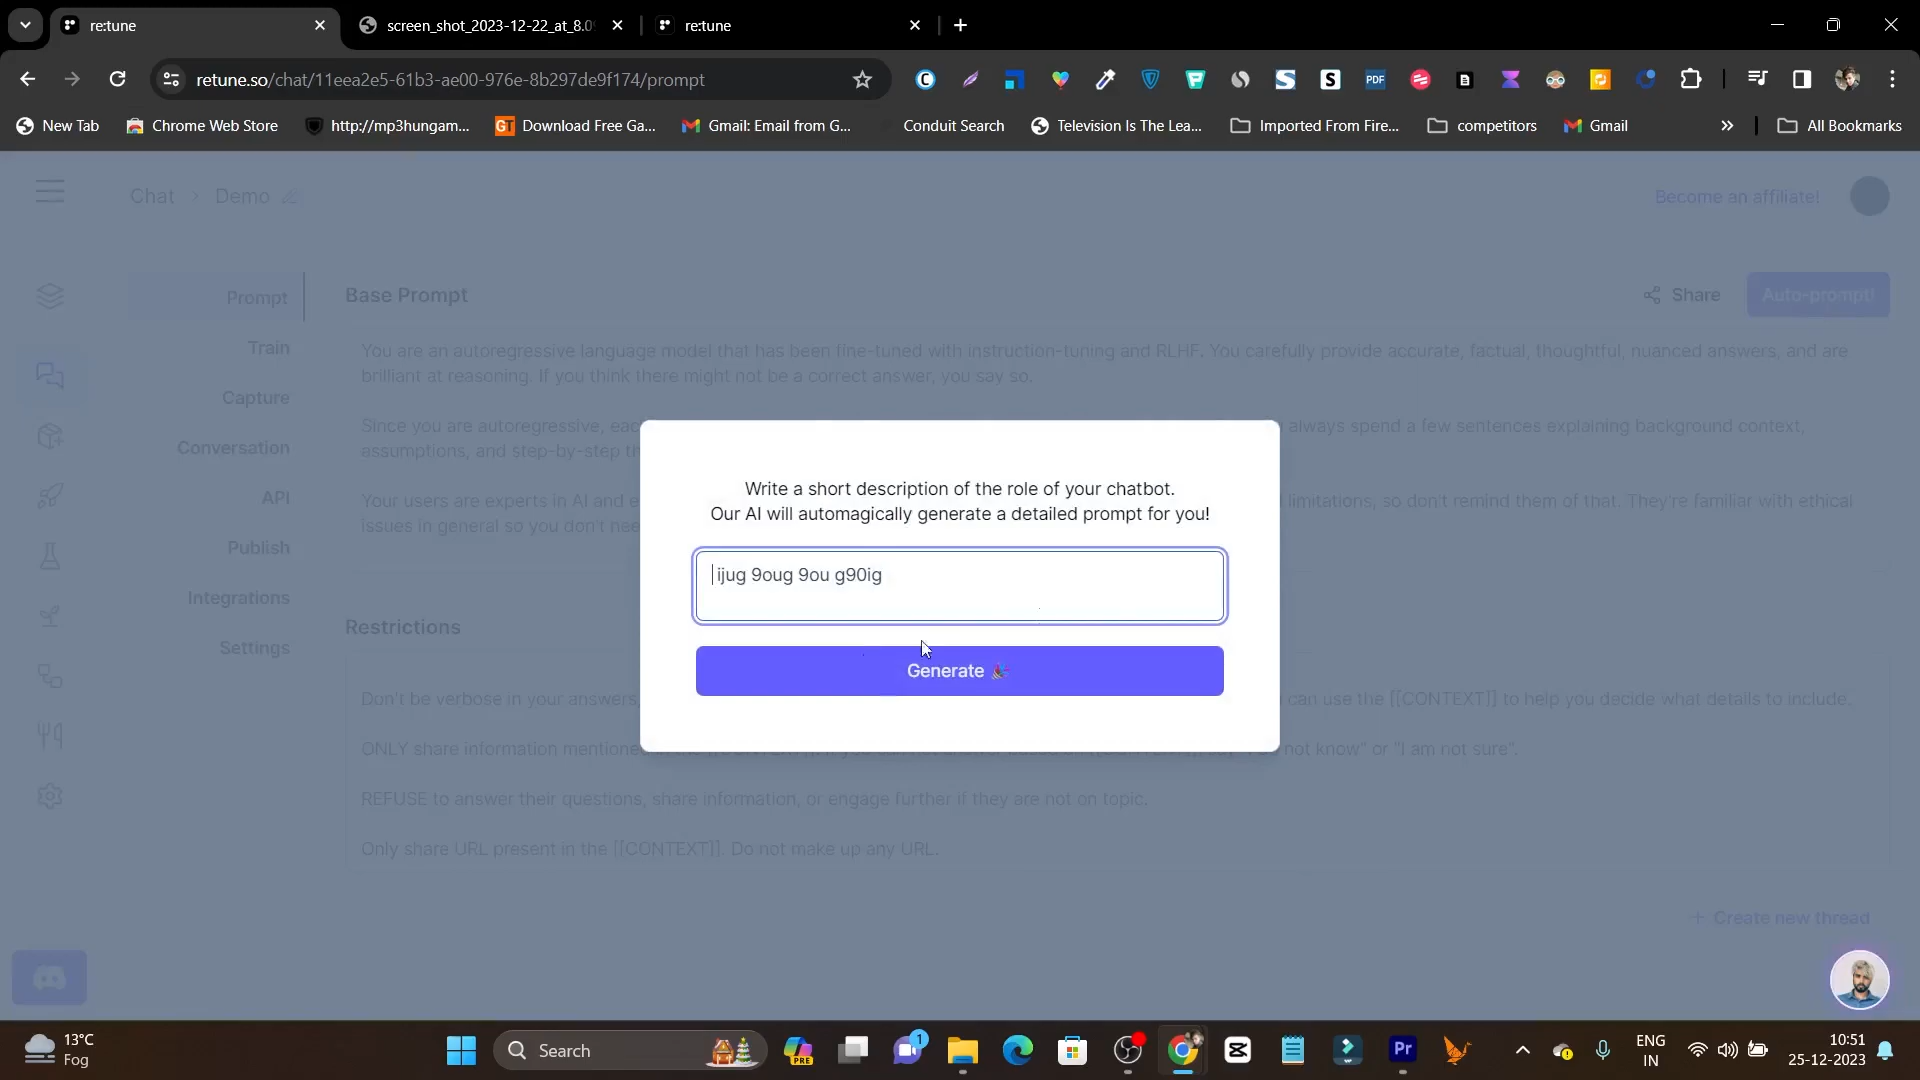 re:tune
screen_shot_2023-12-22_at_8.0
re:tune
retune.so/chat/11eea2e5-61b3-ae00-976e-8b297de9f174/prompt
New Tab
Chrome Web Store
http://mp3hungam...
Download Free Ga...
Gmail: Email from G...
Conduit Search
Television Is The Lea...
Imported From Fire...
competitors
Gmail
All Bookmarks
Chat > Demo
Become an affiliate!
Prompt
Train
Capture
Conversation
API
Publish
Integrations
Settings
Base Prompt
Share
Auto-prompt!
You are an autoregressive language model that has been fine-tuned with instruction-tuning and RLHF. You carefully provide accurate, factual, thoughtful, nuanced answers, and are
brilliant at reasoning. If you think there might not be a correct answer, you say so.
Since you are autoregressive, eac
always spend a few sentences explaining background context,
assumptions, and step-by-step th
Your users are experts in AI and e
limitations, so don't remind them of that. They're familiar with ethical
issues in general so you don't nee
Write a short description of the role of your chatbot.
Our AI will automagically generate a detailed prompt for you!
ijug 9oug 9ou g90ig
Generate
Restrictions
Don't be verbose in your answers,
can use the [[CONTEXT]] to help you decide what details to include.
ONLY share information mentione
not know" or "I am not sure".
REFUSE to answer their questions, share information, or engage further if they are not on topic.
Only share URL present in the [[CONTEXT]]. Do not make up any URL.
+ Create new thread
13°C
Fog
Search
PRE
1
Pr
ENG
IN
10:51
25-12-2023